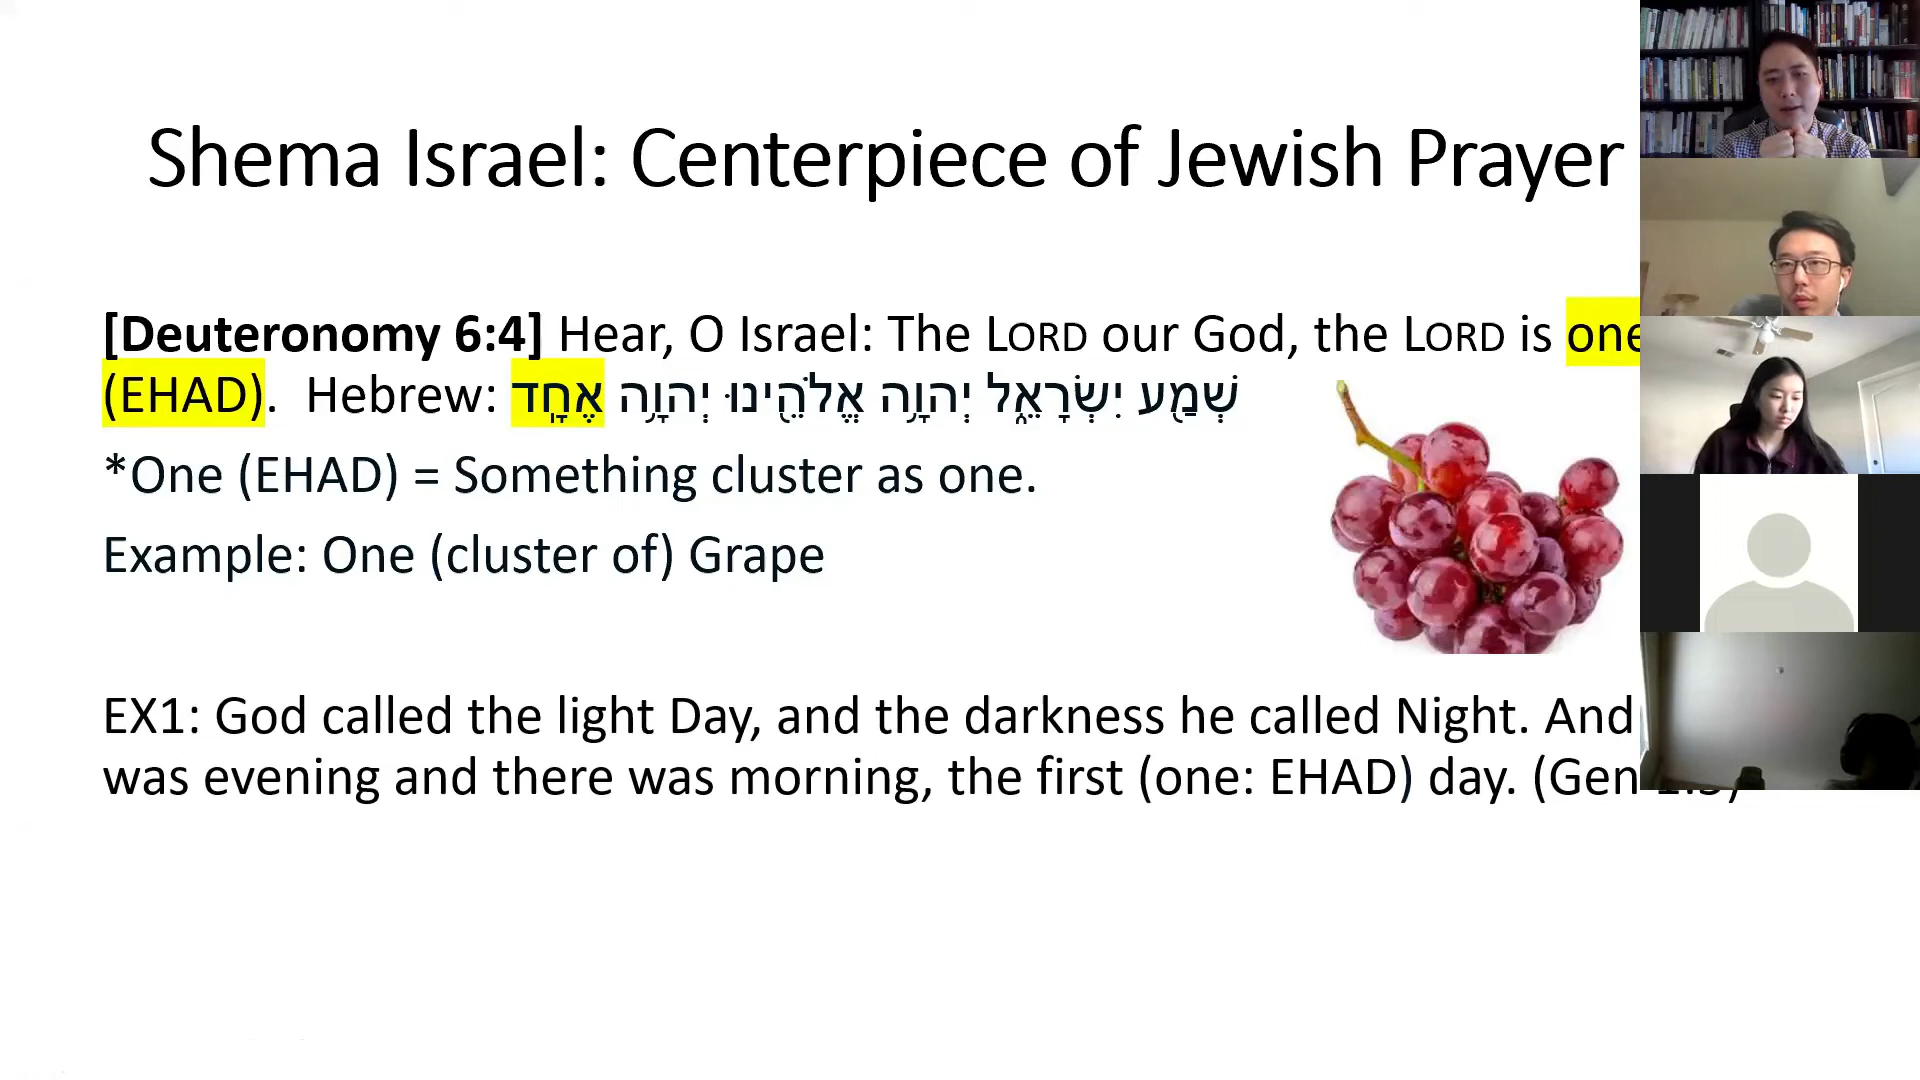 Shema Israel: Centerpiece of Jewish Prayer
[Deuteronomy 6:4] Hear, O Israel: The LORD our God, the LORD is one
(EHAD). Hebrew: שְׁמַ֖ע יִשְׂרָאֵ֑ל יְהוָ֥ה אֱלֹהֵ֖ינוּ יְהוָ֥ה אֶחָֽד
*One (EHAD) = Something cluster as one.
Example: One (cluster of) Grape
EX1: God called the light Day, and the darkness he called Night. And
was evening and there was morning, the first (one: EHAD) day. (Gen